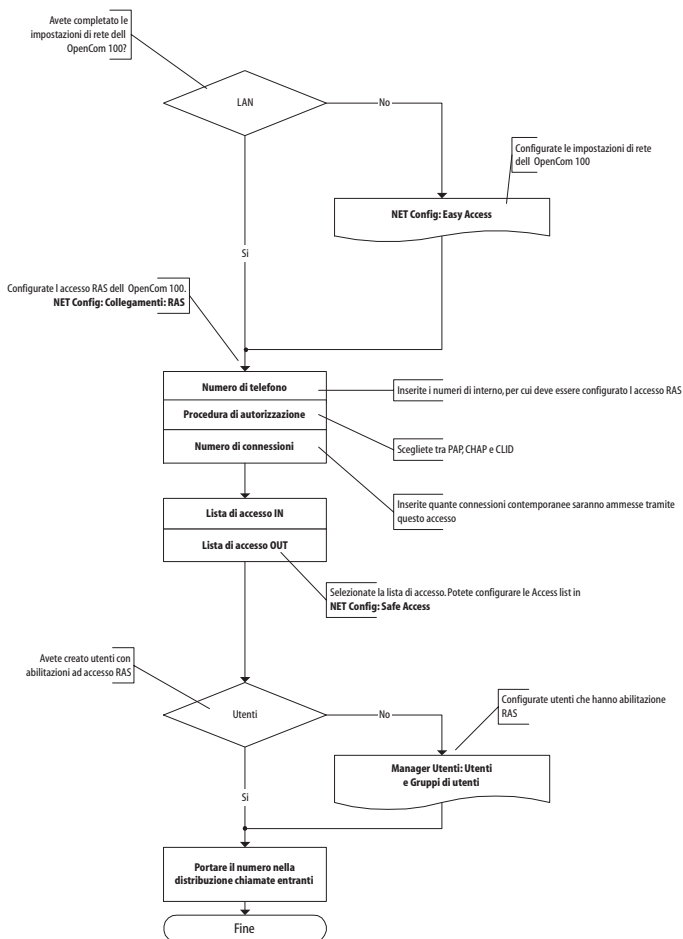 Avete completato le
impostazioni di rete dell
OpenCom 100?
LAN
No
Configurate le impostazioni di rete
dell OpenCom 100
NET Config: Easy Access
Si
Configurate l accesso RAS dell OpenCom 100.
NET Config: Collegamenti: RAS
Numero di telefono
Inserite i numeri di interno, per cui deve essere configurato l accesso RAS
Procedura di autorizzazione
Scegliete tra PAP, CHAP e CLID
Numero di connessioni
Inserite quante connessioni contemporanee saranno ammesse tramite
questo accesso
Lista di accesso IN
Lista di accesso OUT
Selezionate la lista di accesso. Potete configurare le Access list in
NET Config: Safe Access
Avete creato utenti con
abilitazioni ad accesso RAS
Utenti
No
Configurate utenti che hanno abilitazione
RAS
Manager Utenti: Utenti
e Gruppi di utenti
Si
Portare il numero nella
distribuzione chiamate entranti
Fine